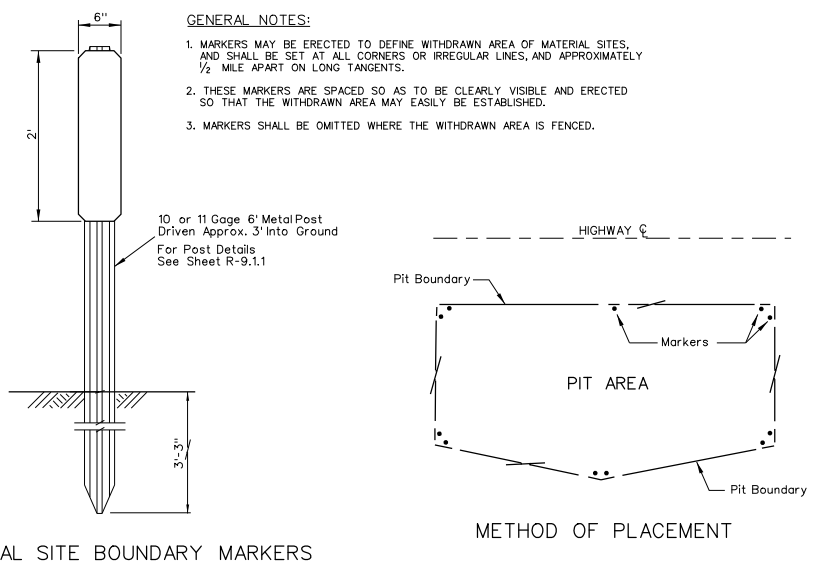 6"
GENERAL NOTES:
1. MARKERS MAY BE ERECTED TO DEFINE WITHDRAWN AREA OF MATERIAL SITES,
AND SHALL BE SET AT ALL CORNERS OR IRREGULAR LINES, AND APPROXIMATELY
1/2 MILE APART ON LONG TANGENTS.
2. THESE MARKERS ARE SPACED SO AS TO BE CLEARLY VISIBLE AND ERECTED
SO THAT THE WITHDRAWN AREA MAY EASILY BE ESTABLISHED.
3. MARKERS SHALL BE OMITTED WHERE THE WITHDRAWN AREA IS FENCED.
2'
10 or 11 Gage 6' Metal Post
Driven Approx. 3' Into Ground
For Post Details
See Sheet R-9.1.1
3'-3"
HIGHWAY ℄
Pit Boundary
Markers
PIT AREA
Pit Boundary
METHOD OF PLACEMENT
AL SITE BOUNDARY MARKERS